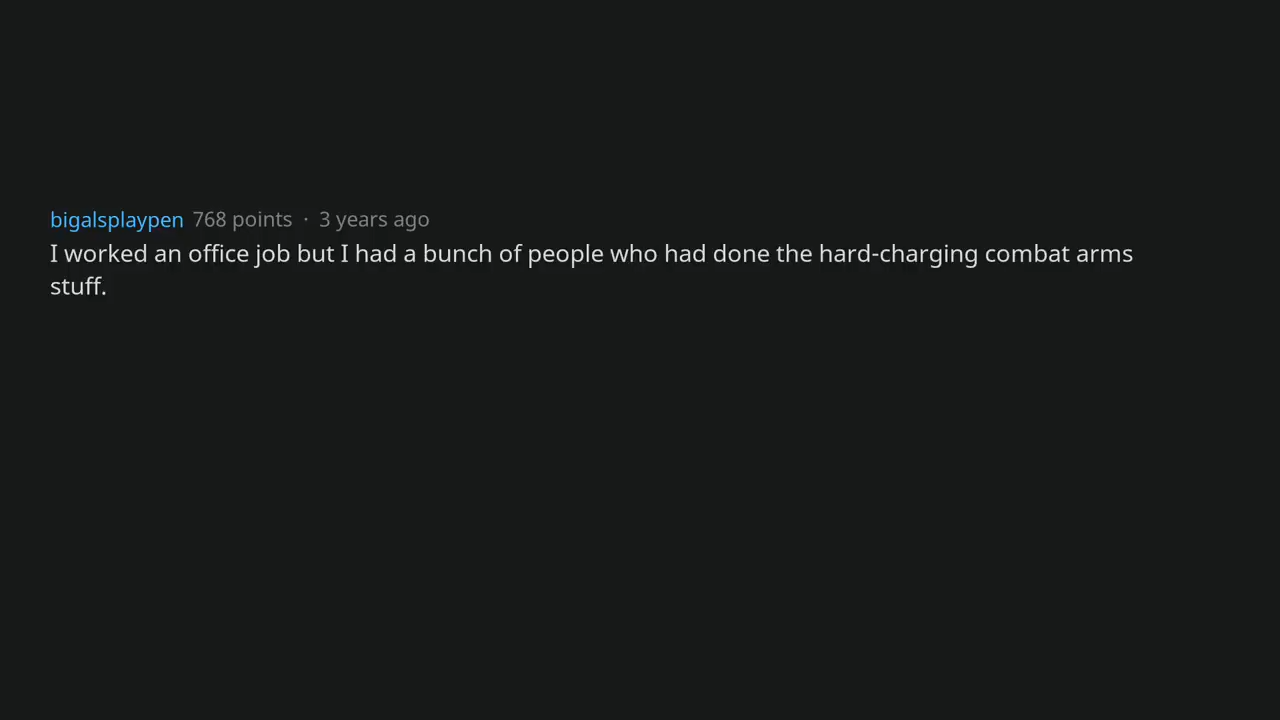 bigalsplaypen 768 points · 3 years ago
I worked an office job but I had a bunch of people who had done the hard-charging combat arms
stuff.